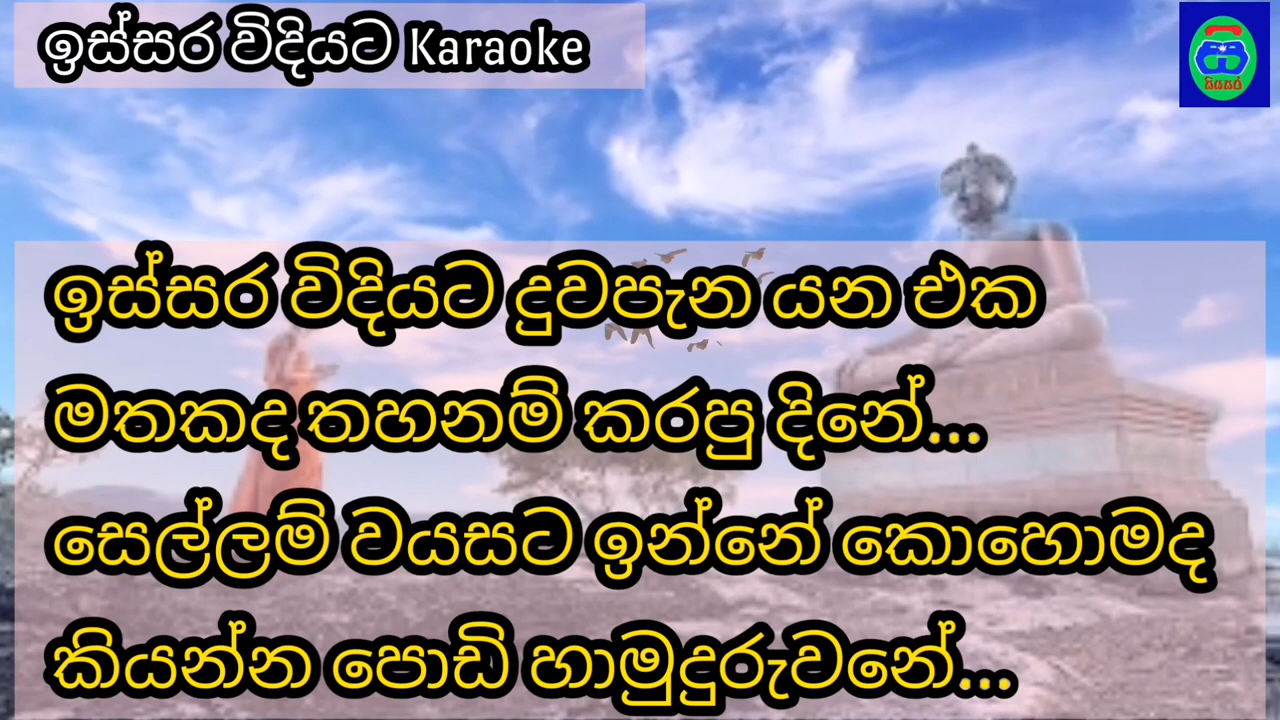 ඉස්සර විදියට Karaoke
පියසර
ඉස්සර විදියට දුවපැන යන එක
මතකද තහනම් කරපු දිනේ...
සෙල්ලම් වයසට ඉන්නේ කොහොමද
කියන්න පොඩි හාමුදුරුවනේ...